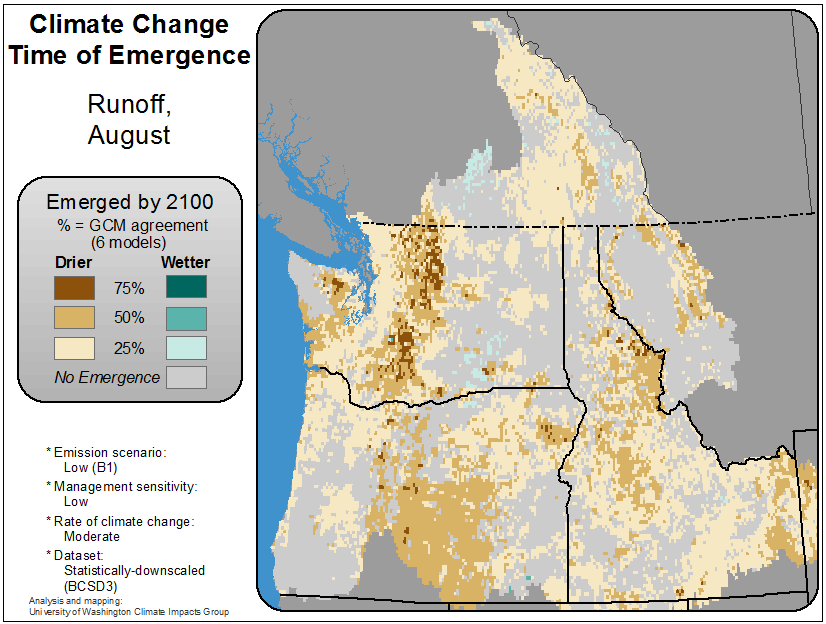 Climate Change
Time of Emergence
Runoff,
August
Emerged by 2100
% = GCM agreement
(6 models)
Drier Wetter
75%
50%
25%
No Emergence
* Emission scenario:
Low (B1)
* Management sensitivity:
Low
* Rate of climate change:
Moderate
* Dataset:
Statistically-downscaled
(BCSD3)
Analysis and mapping:
University of Washington Climate Impacts Group